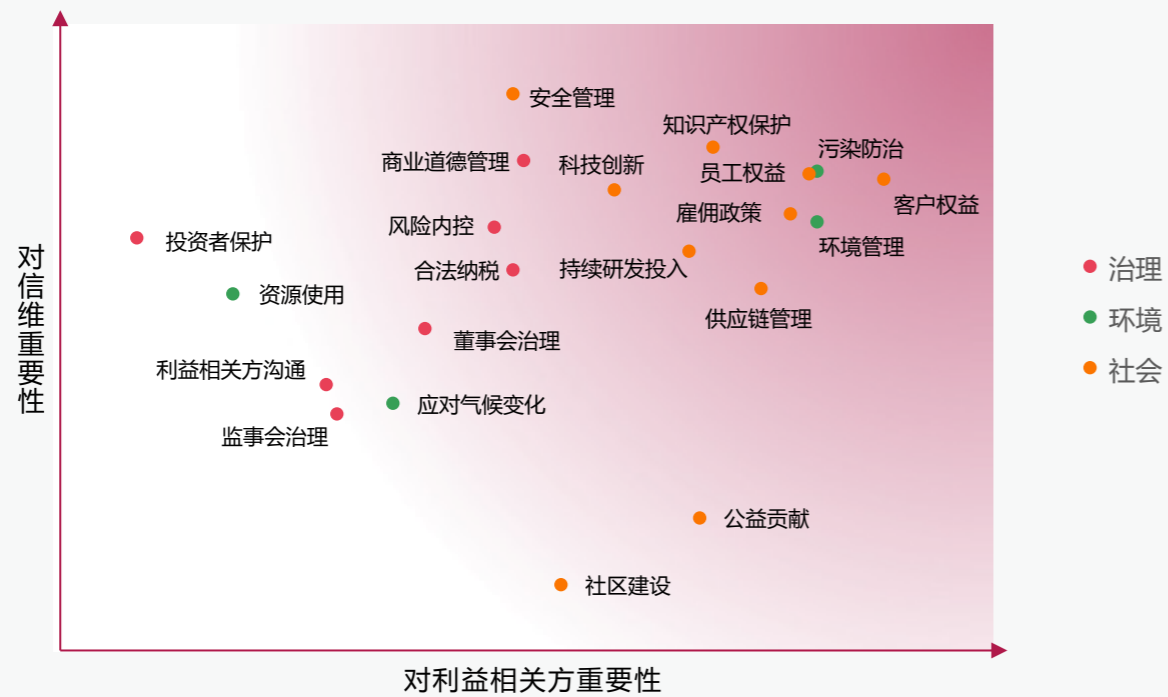 安全管理
知识产权保护
污染防治
商业道德管理
科技创新
员工权益
客户权益
雇佣政策
风险内控
投资者保护
环境管理
合法纳税
持续研发投入
资源使用
供应链管理
董事会治理
利益相关方沟通
应对气候变化
监事会治理
公益贡献
社区建设
对信维重要性
对利益相关方重要性
治理
环境
社会